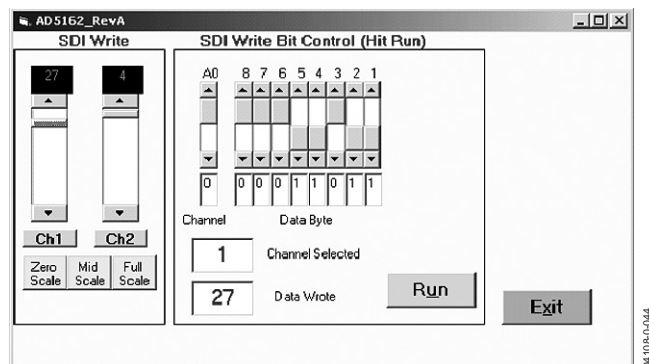 AD5162_RevA
SDI Write
27 4
Ch1 Ch2
Zero Scale Mid Scale Full Scale
SDI Write Bit Control (Hit Run)
A0 8 7 6 5 4 3 2 1
0 0 0 0 1 1 0 1 1
Channel Data Byte
1 Channel Selected
27 Data Wrote
Run
Exit
04108-0-044